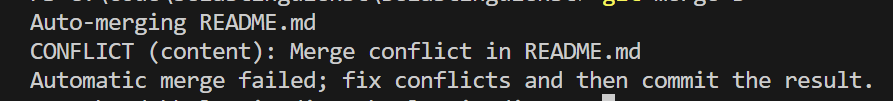 Auto-merging README.md
CONFLICT (content): Merge conflict in README.md
Automatic merge failed; fix conflicts and then commit the result.